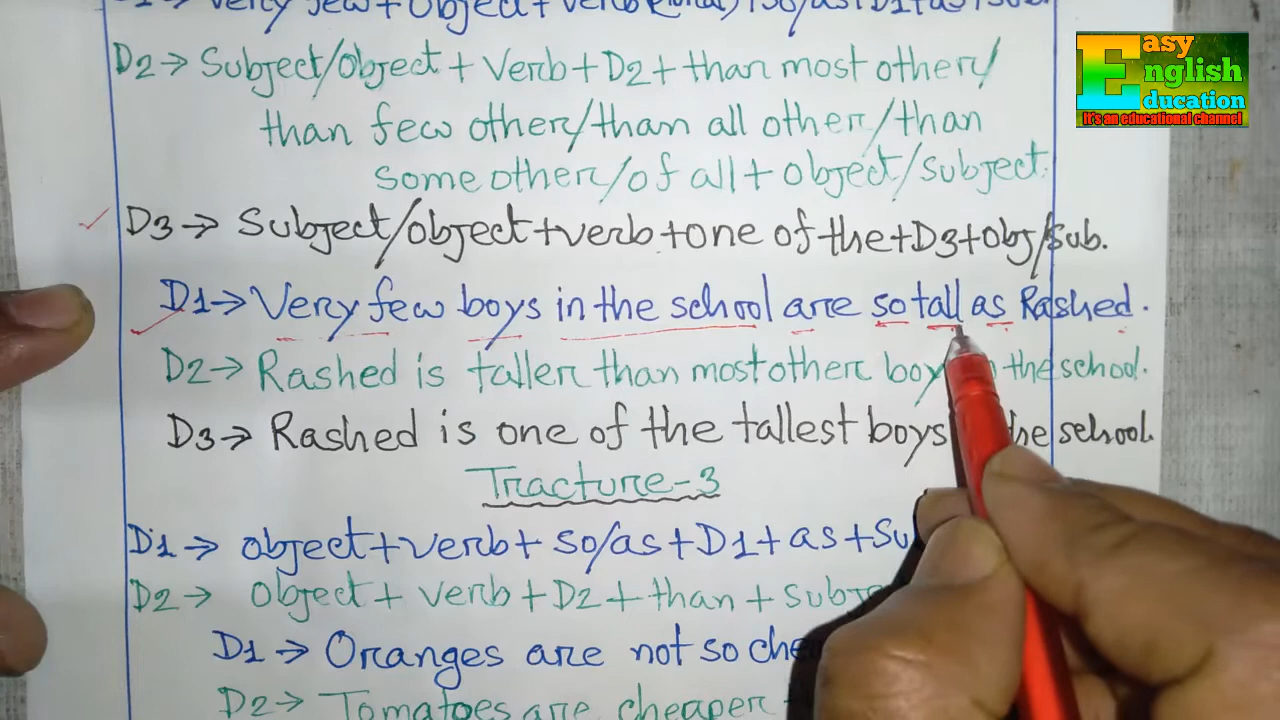 D2→ Subject/object + verb + D2 + than most other/
than few other/than all other/than
some other/of all + object/subject.
D3→ Subject/object+verb+one of the+D3+obj/sub.
D1→ Very few boys in the school are so tall as Rashed.
D2→ Rashed is taller than most other boy the school.
D3→ Rashed is one of the tallest boys the school.
Tracture-3
D1→ object+verb+ so/as +D1+ as +Su
D2→ object + verb +D2 + than + subje
D1→ Oranges are not so che
D2→ Tomatoes are cheaper
Easy
English
Education
It's an educational channel